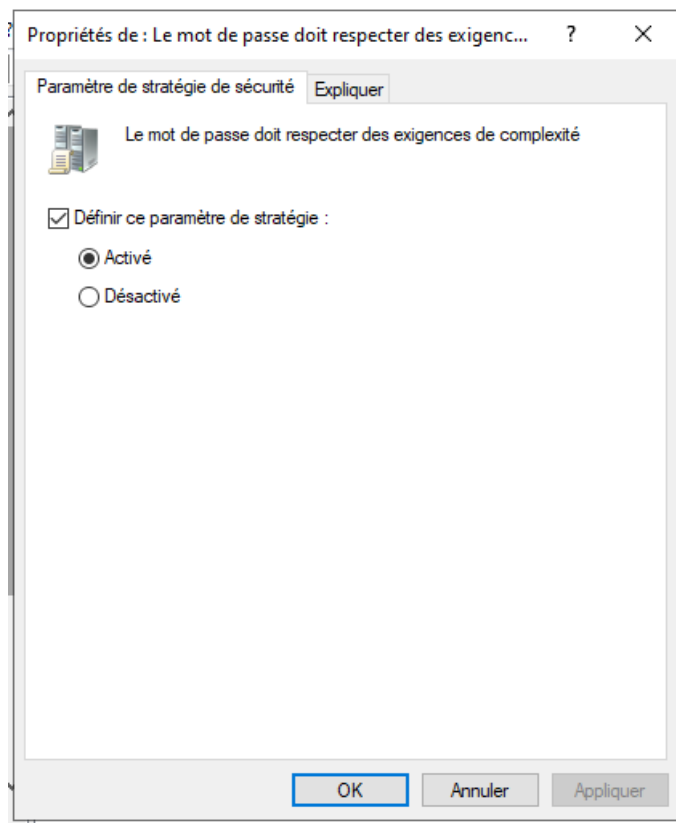 Propriétés de : Le mot de passe doit respecter des exigenc... ?
Paramètre de stratégie de sécurité Expliquer
Le mot de passe doit respecter des exigences de complexité
Définir ce paramètre de stratégie :
Activé
Désactivé
OK Annuler Appliquer